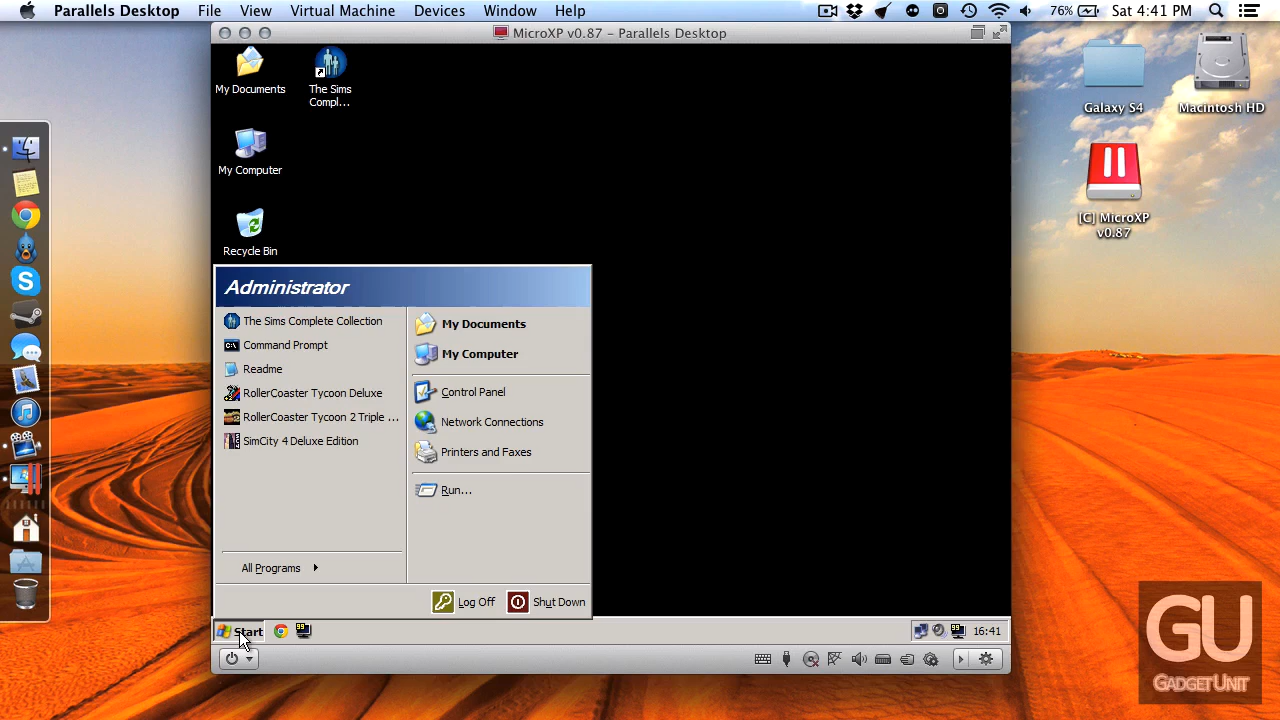 Parallels Desktop File View Virtual Machine Devices Window Help
76% Sat 4:41 PM
MicroXP v0.87 – Parallels Desktop
My Documents
The Sims
Compl...
My Computer
Recycle Bin
Galaxy S4
Macintosh HD
[C] MicroXP
v0.87
Administrator
The Sims Complete Collection
Command Prompt
Readme
RollerCoaster Tycoon Deluxe
RollerCoaster Tycoon 2 Triple ...
SimCity 4 Deluxe Edition
All Programs
My Documents
My Computer
Control Panel
Network Connections
Printers and Faxes
Run...
Log Off
Shut Down
Start
99
99
16:41
GU
GADGETUNIT